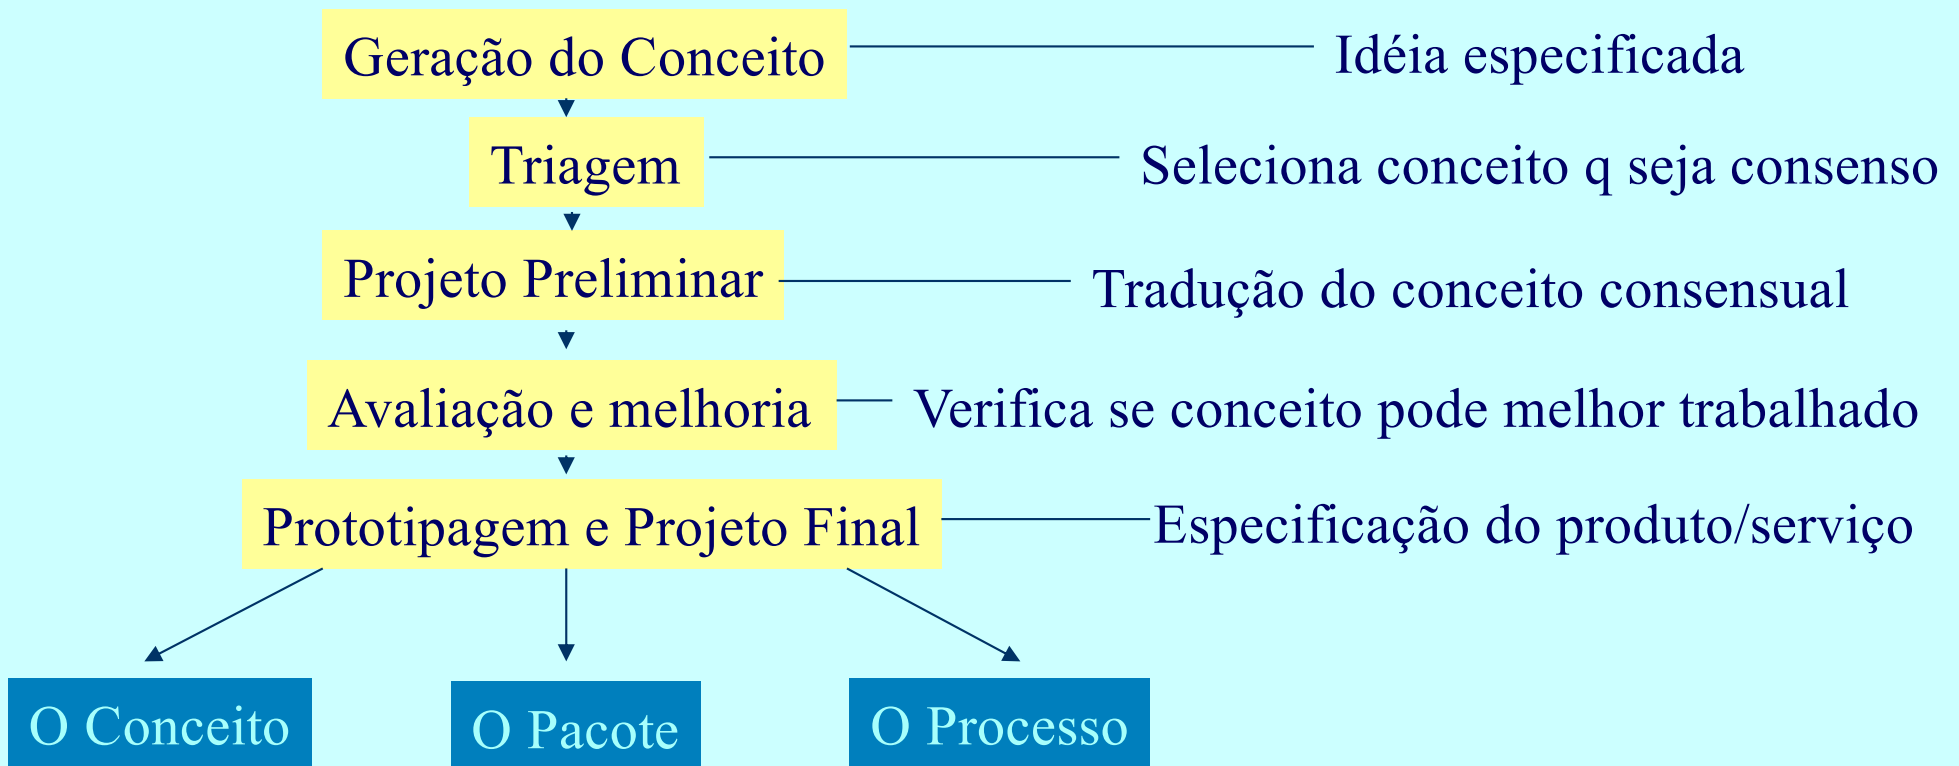 Geração do Conceito
Idéia especificada
Triagem
Seleciona conceito q seja consenso
Projeto Preliminar
Tradução do conceito consensual
Avaliação e melhoria
Verifica se conceito pode melhor trabalhado
Prototipagem e Projeto Final
Especificação do produto/serviço
O Conceito
O Pacote
O Processo